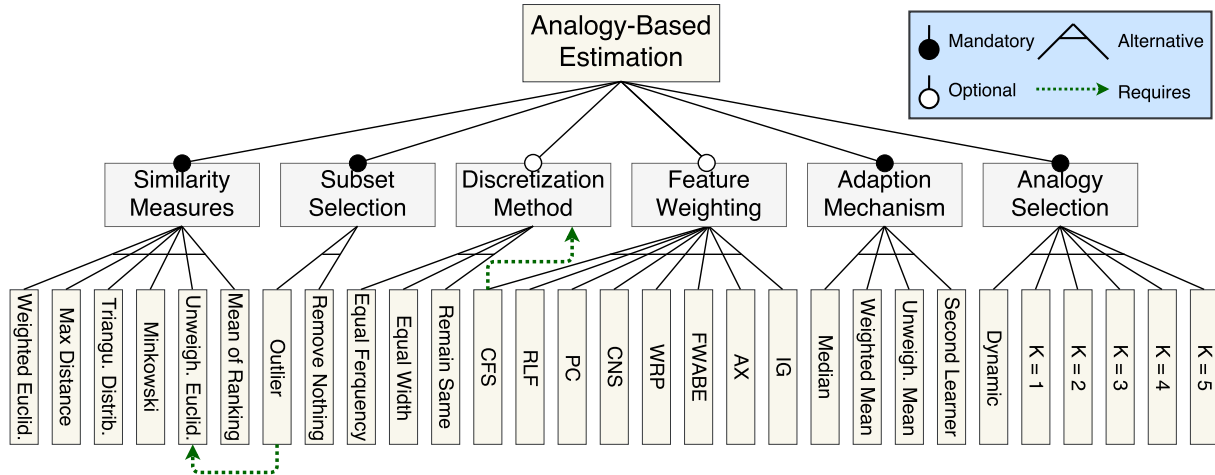 Analogy-Based
Estimation
Mandatory
Alternative
Optional
Requires
Similarity
Measures
Subset
Selection
Discretization
Method
Feature
Weighting
Adaption
Mechanism
Analogy
Selection
Weighted Euclid.
Max Distance
Triangu. Distrib.
Minkowski
Unweigh. Euclid.
Mean of Ranking
Outlier
Remove Nothing
Equal Ferquency
Equal Width
Remain Same
CFS
RLF
PC
CNS
WRP
FWABE
AX
IG
Median
Weighted Mean
Unweigh. Mean
Second Learner
Dynamic
K = 1
K = 2
K = 3
K = 4
K = 5